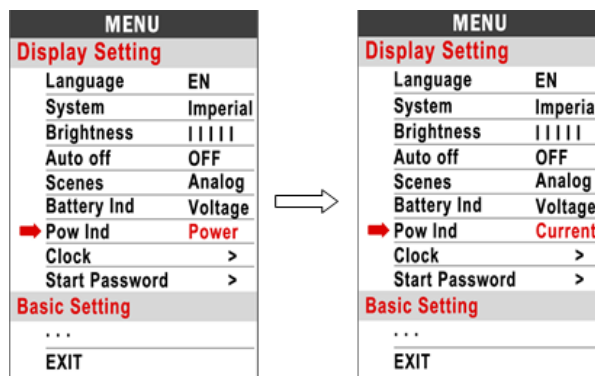 MENU
Display Setting
Language EN
System Imperial
Brightness I I I I I
Auto off OFF
Scenes Analog
Battery Ind Voltage
Pow Ind Power
Clock >
Start Password >
Basic Setting
. . .
EXIT
MENU
Display Setting
Language EN
System Imperia
Brightness I I I I I
Auto off OFF
Scenes Analog
Battery Ind Voltage
Pow Ind Current
Clock >
Start Password >
Basic Setting
. . .
EXIT